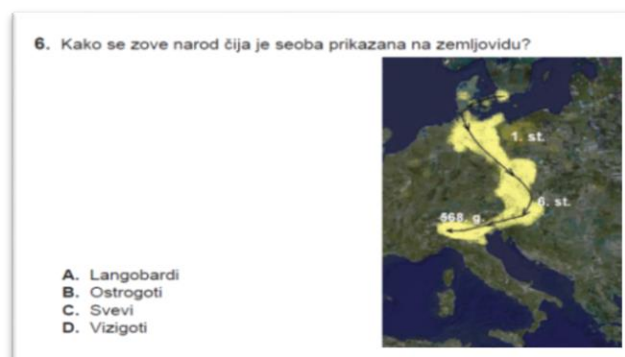 6. Kako se zove narod čija je seoba prikazana na zemljovidu?
1. st.
6. st.
568. g.
A. Langobardi
B. Ostrogoti
C. Svevi
D. Vizigoti